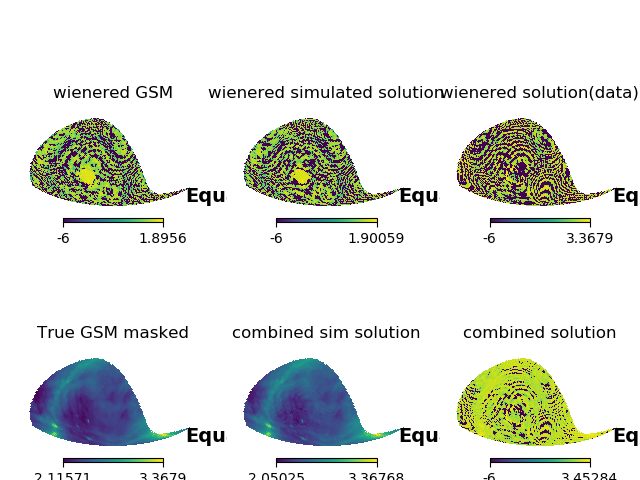 wienered GSM
wienered simulated solution
wienered solution(data)
Equ
Equ
Eq
-6 1.8956
-6 1.90059
-6 3.3679
True GSM masked
combined sim solution
combined solution
Equ
Equ
Eq
2.11571 3.3679
2.05025 3.36768
-6 3.45284